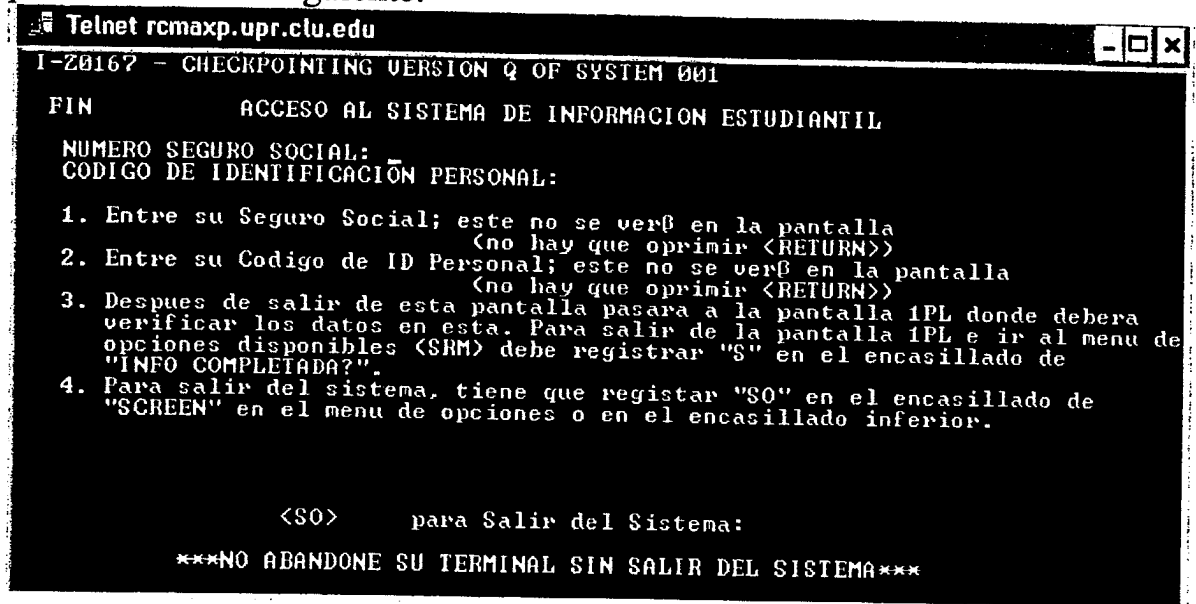 Telnet rcmaxp.upr.clu.edu
I-Z0167 - CHECKPOINTING VERSION Q OF SYSTEM 001
FIN ACCESO AL SISTEMA DE INFORMACION ESTUDIANTIL
NUMERO SEGURO SOCIAL: _
CODIGO DE IDENTIFICACION PERSONAL:
1. Entre su Seguro Social; este no se verß en la pantalla
(no hay que oprimir <RETURN>)
2. Entre su Codigo de ID Personal; este no se verß en la pantalla
(no hay que oprimir <RETURN>)
3. Despues de salir de esta pantalla pasara a la pantalla 1PL donde debera
verificar los datos en esta. Para salir de la pantalla 1PL e ir al menu de
opciones disponibles (SRM) debe registrar "S" en el encasillado de
"INFO COMPLETADA?".
4. Para salir del sistema, tiene que registar "SO" en el encasillado de
"SCREEN" en el menu de opciones o en el encasillado inferior.
<SO> para Salir del Sistema:
***NO ABANDONE SU TERMINAL SIN SALIR DEL SISTEMA***